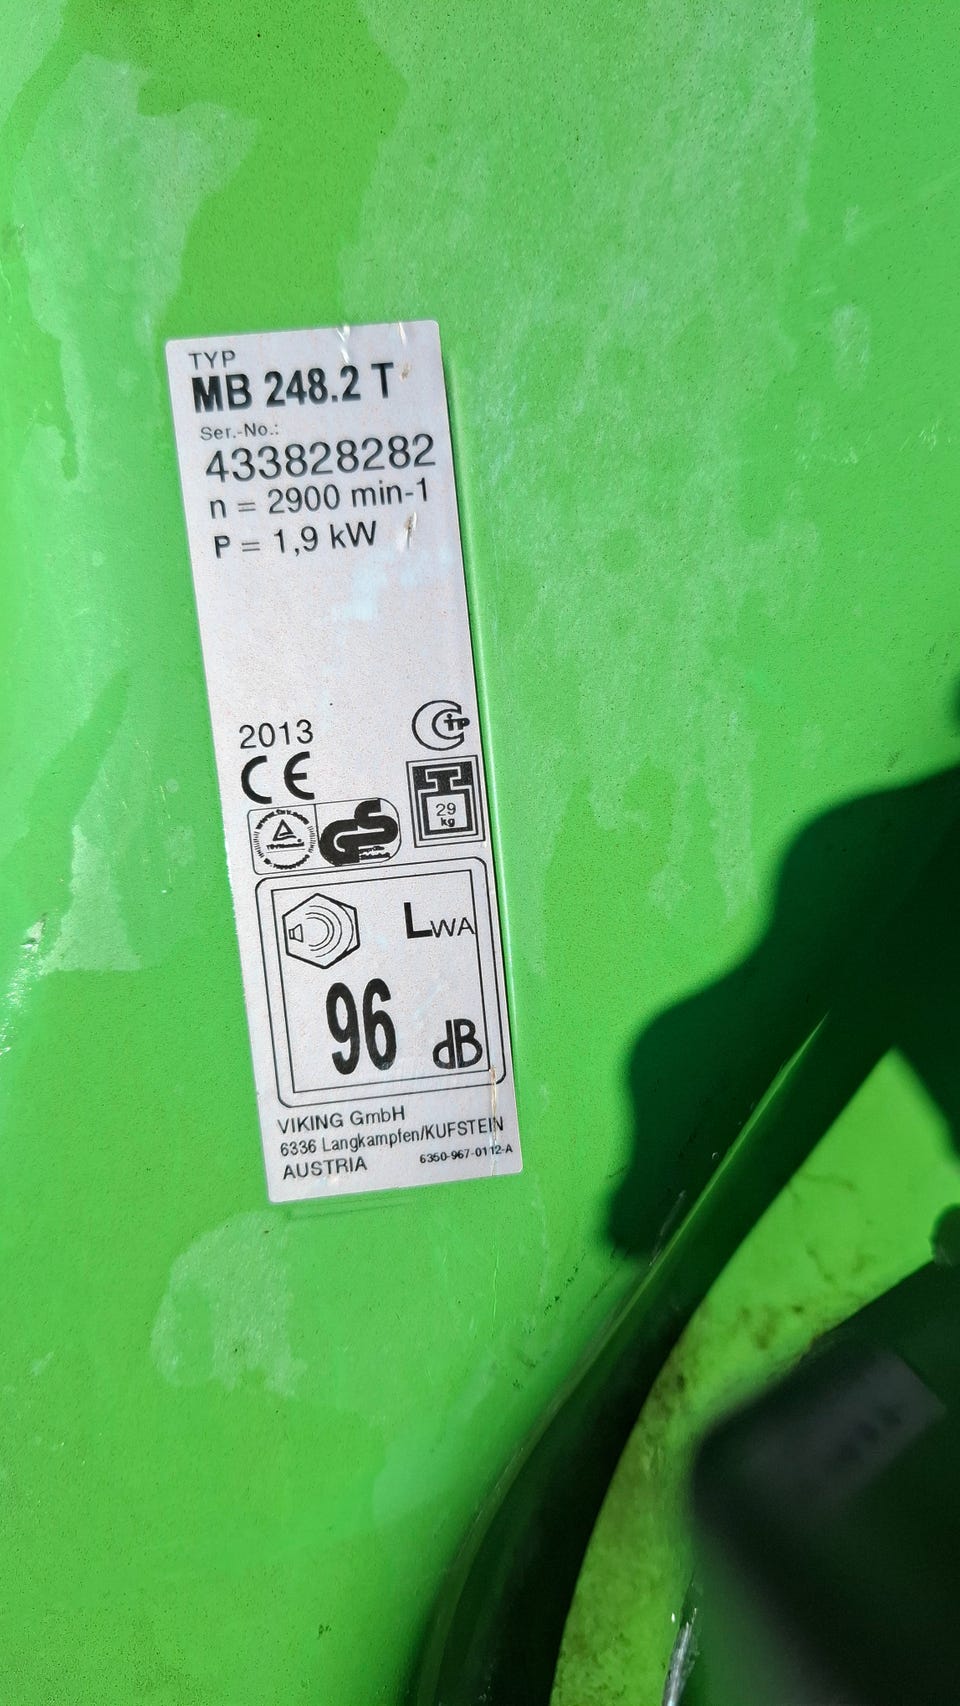 TYP
MB 248.2 T
Ser.-No.:
433828282
n = 2900 min-1
P = 1,9 kW
2013
CE
29
kg
LWA
96
dB
VIKING GmbH
6336 Langkampfen/KUFSTEIN
AUSTRIA
6350-967-0112-A